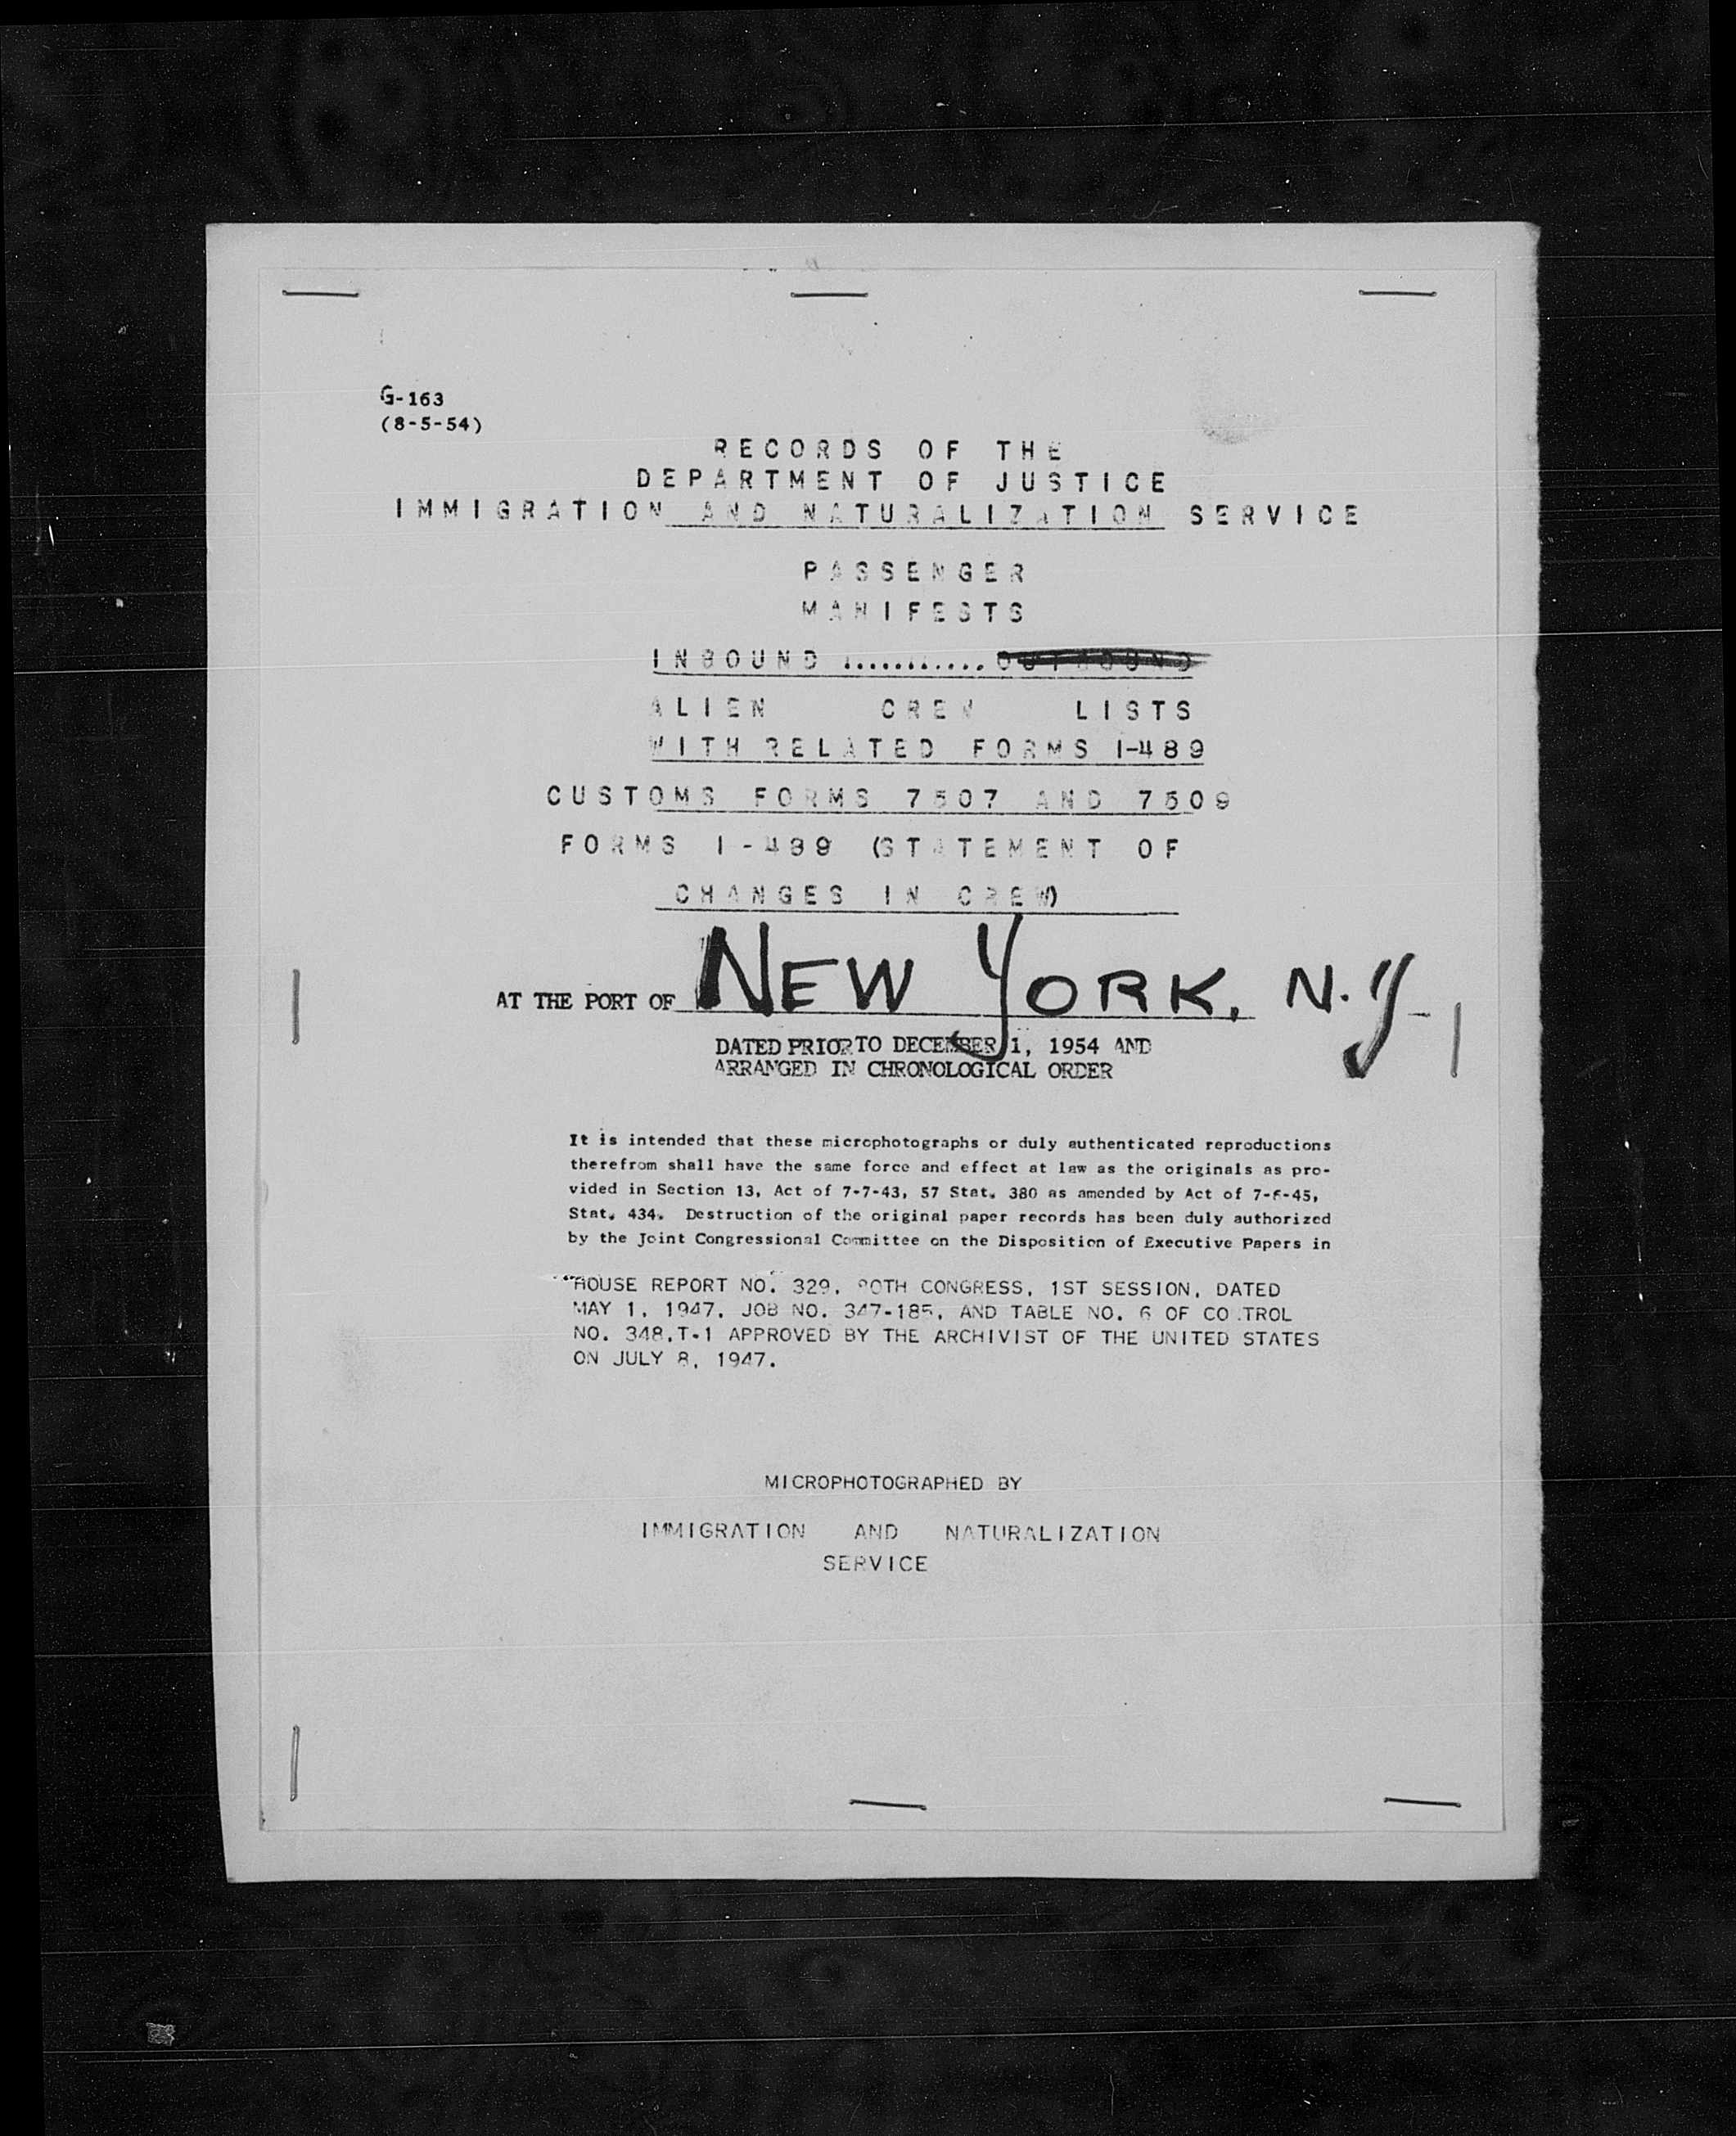 G-163
(8-5-54)
RECORDS OF THE
DEPARTMENT OF JUSTICE
IMMIGRATION AND NATURALIZATION SERVICE
PASSENGER
MANIFESTS
INBOUND ........... OUTBOUND
ALIEN CREW LISTS
WITH RELATED FORMS I-489
CUSTOMS FORMS 7507 AND 7509
FORMS I-489 (STATEMENT OF
CHANGES IN CREW)
AT THE PORT OF NEW YORK, N.Y.
DATED PRIOR TO DECEMBER 1, 1954 AND
ARRANGED IN CHRONOLOGICAL ORDER
It is intended that these microphotographs or duly authenticated reproductions
therefrom shall have the same force and effect at law as the originals as pro-
vided in Section 13, Act of 7-7-43, 57 Stat. 380 as amended by Act of 7-6-45,
Stat. 434. Destruction of the original paper records has been duly authorized
by the Joint Congressional Committee on the Disposition of Executive Papers in
"HOUSE REPORT NO. 329, 80TH CONGRESS, 1ST SESSION, DATED
MAY 1, 1947, JOB NO. 347-185, AND TABLE NO. 6 OF CO TROL
NO. 348,T-1 APPROVED BY THE ARCHIVIST OF THE UNITED STATES
ON JULY 8, 1947.
MICROPHOTOGRAPHED BY
IMMIGRATION AND NATURALIZATION
SERVICE